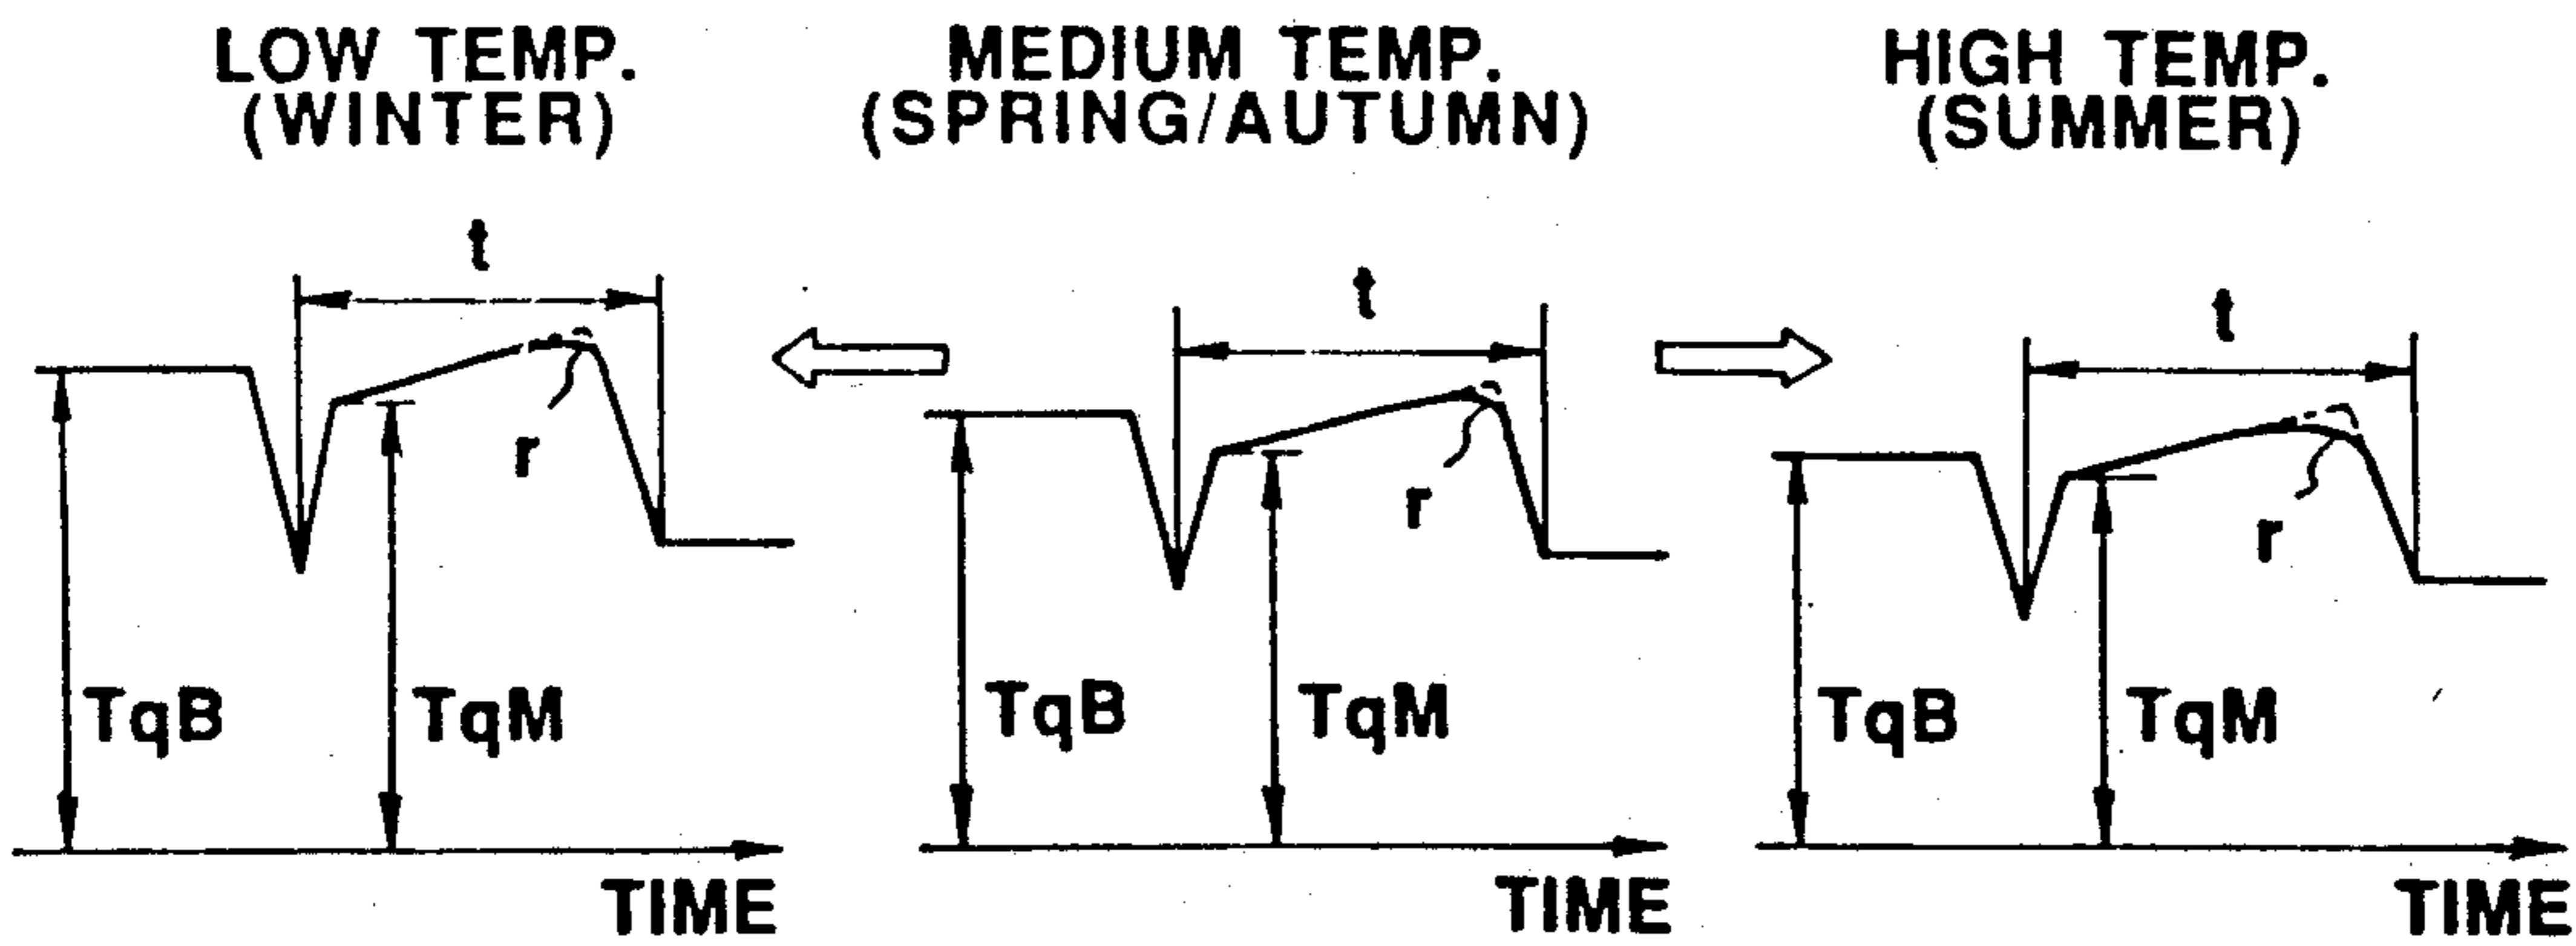 LOW TEMP.
(WINTER)
t
r
TqB
TqM
TIME
MEDIUM TEMP.
(SPRING/AUTUMN)
t
r
TqB
TqM
TIME
HIGH TEMP.
(SUMMER)
t
r
TqB
TqM
TIME